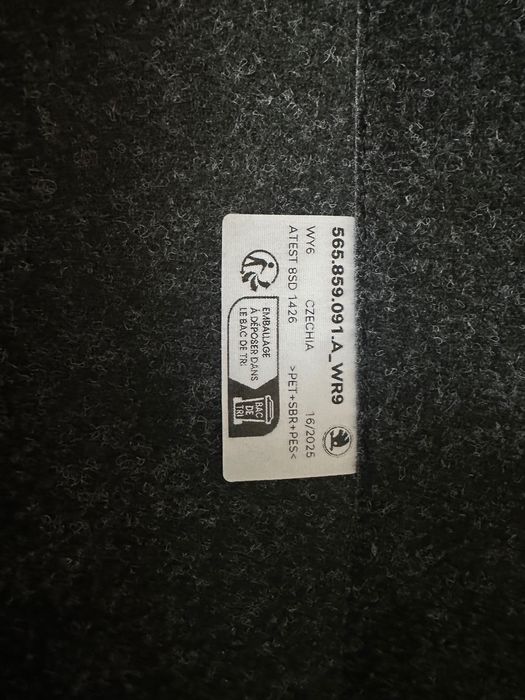 565.859.091.A_WR9
WY6 CZECHIA 16/2025
ATEST 8SD 1426 >PET+SBR+PES<
EMBALLAGE
À DÉPOSER DANS
LE BAC DE TRI
BAC
DE
TRI